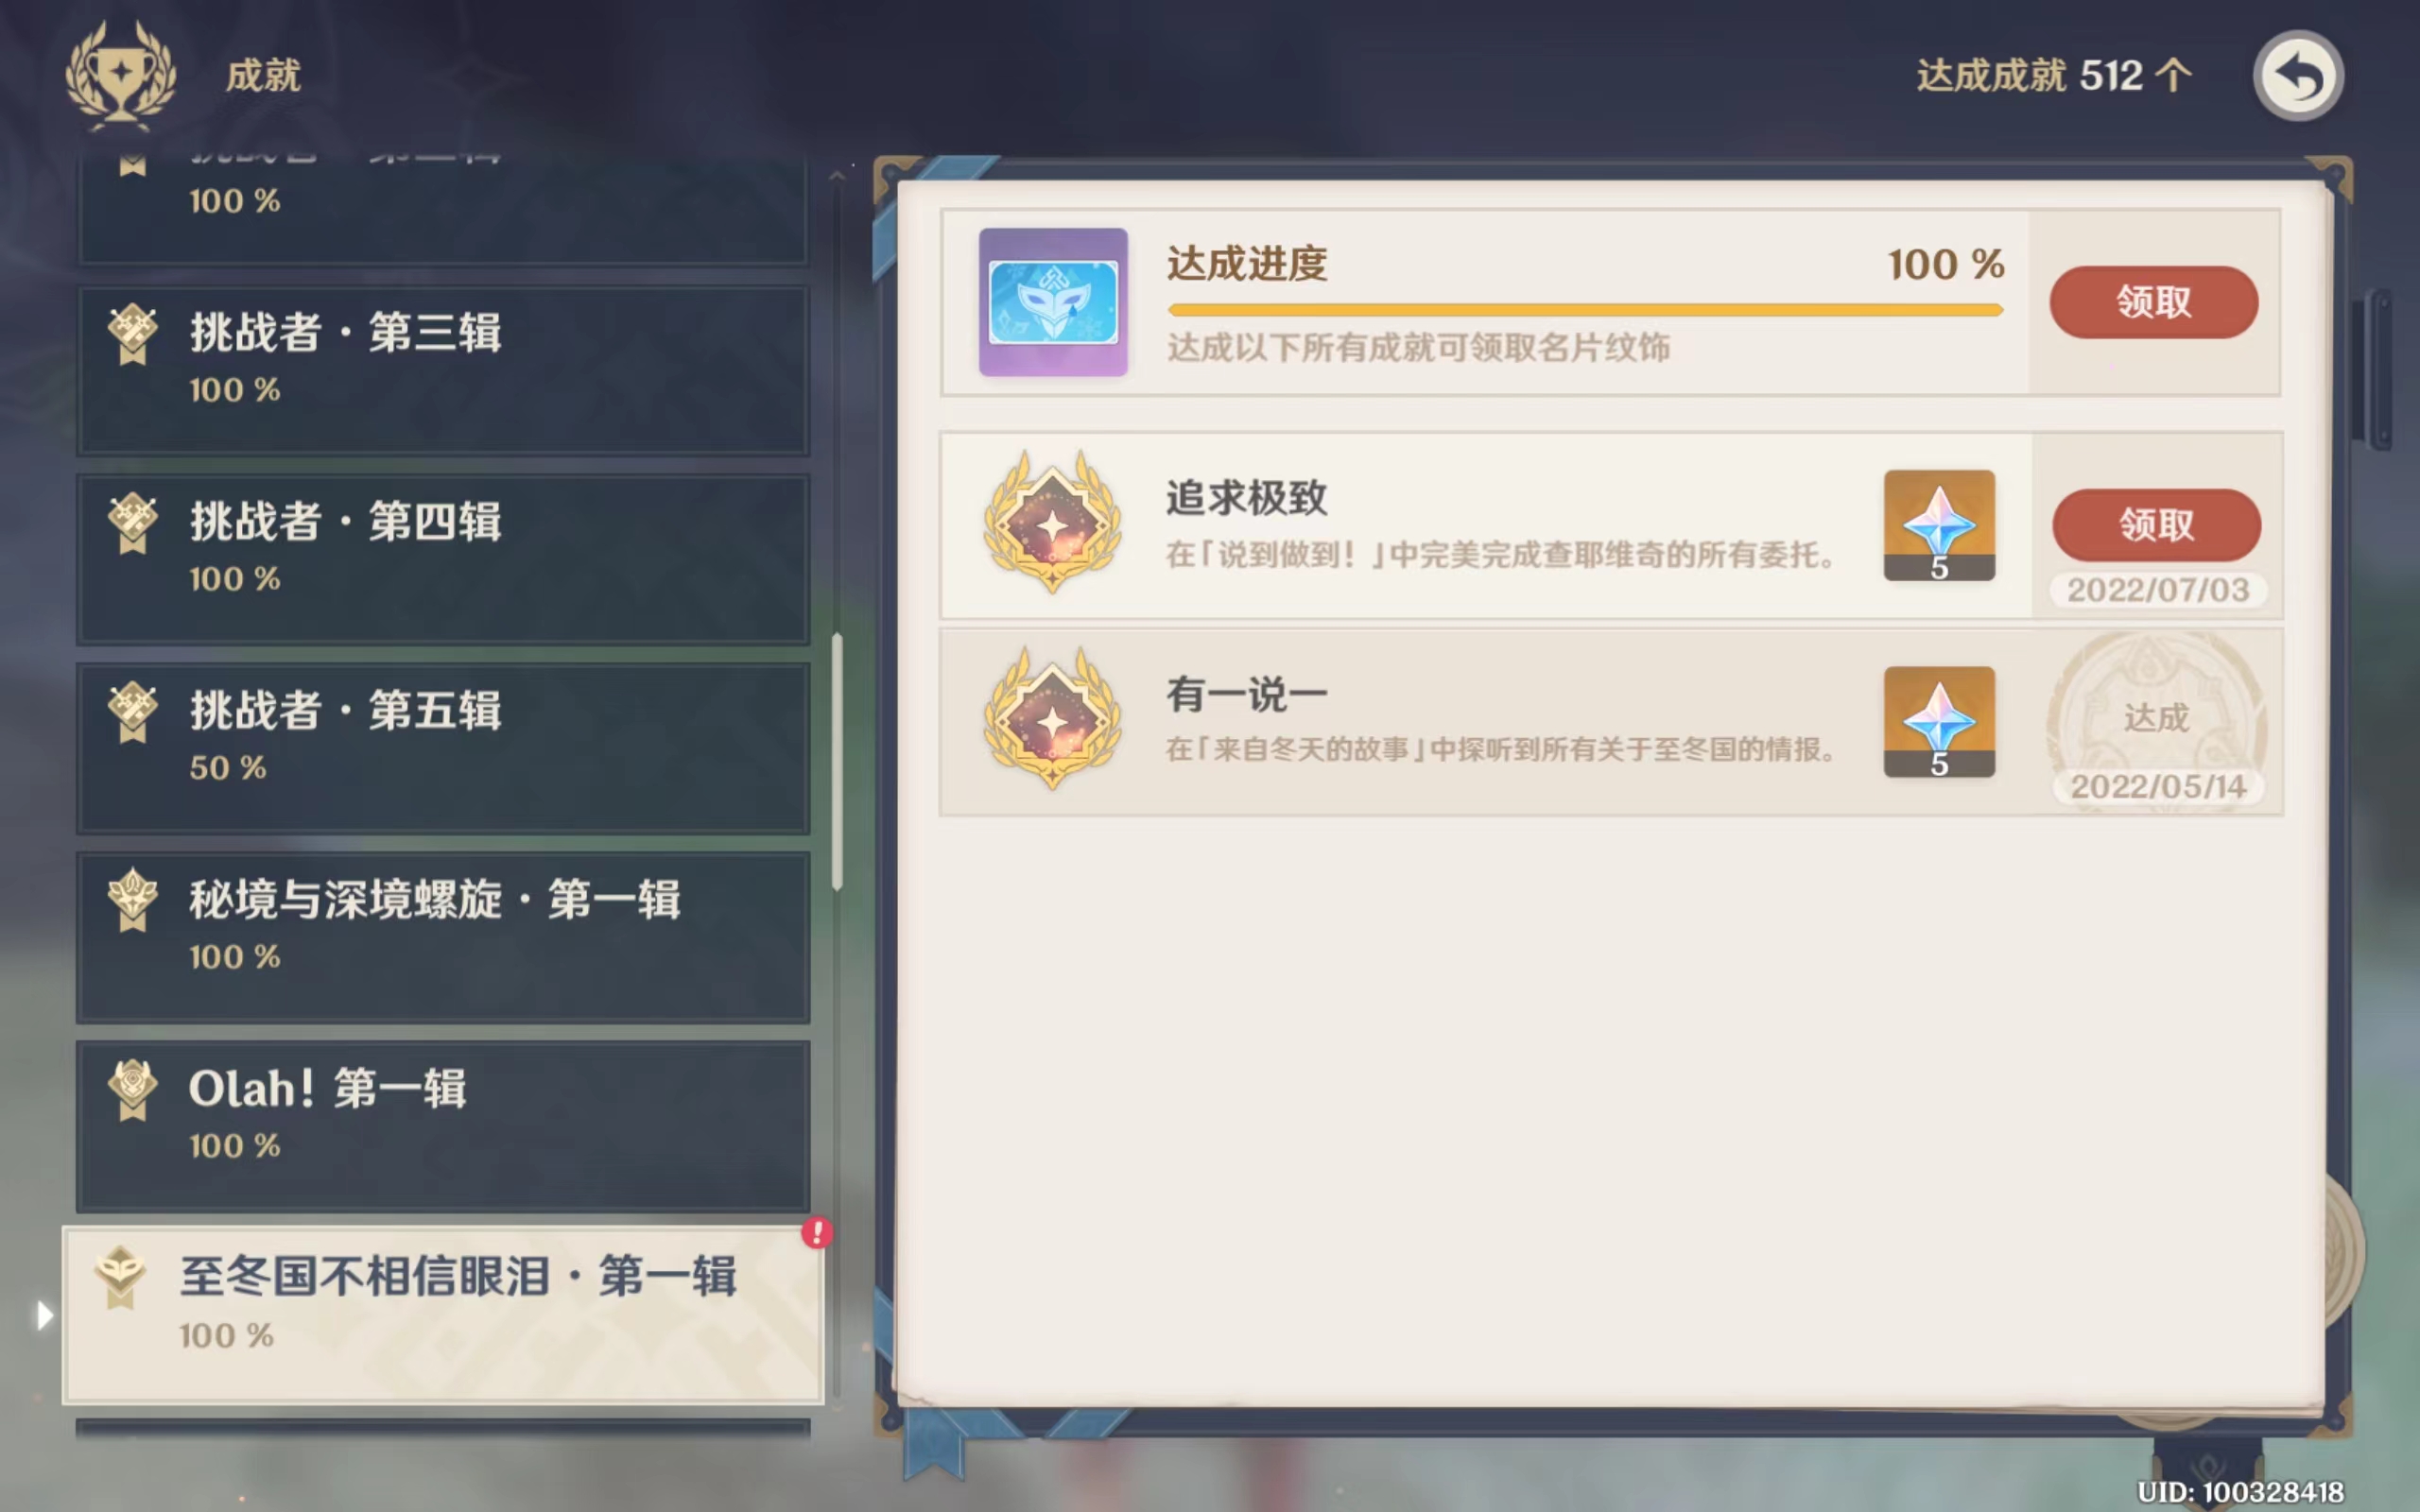 成就
达成成就 512 个
100 %
挑战者·第三辑
100 %
挑战者·第四辑
100 %
挑战者·第五辑
50 %
秘境与深境螺旋·第一辑
100 %
Olah! 第一辑
100 %
至冬国不相信眼泪·第一辑
100 %
达成进度
100 %
达成以下所有成就可领取名片纹饰
领取
追求极致
在「说到做到！」中完美完成查耶维奇的所有委托。
5
领取
2022/07/03
有一说一
在「来自冬天的故事」中探听到所有关于至冬国的情报。
5
达成
2022/05/14
UID: 100328418